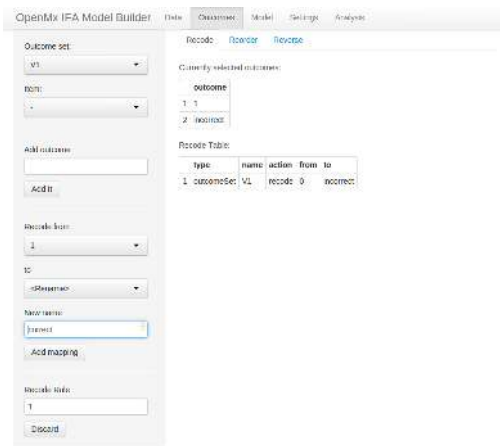 OpenMx IFA Model Builder Data Outcomes Model Settings Analysis
Recode Reorder Reverse
Outcome set:
V1
Item:
-
Add outcome
Add It
Recode from
1
to
<Rename>
New name
correct
Add mapping
Recode Rule
1
Discard
Currently selected outcomes:
outcome
1 1
2 incorrect
Recode Table:
type name action from to
1 outcomeSet V1 recode 0 incorrect